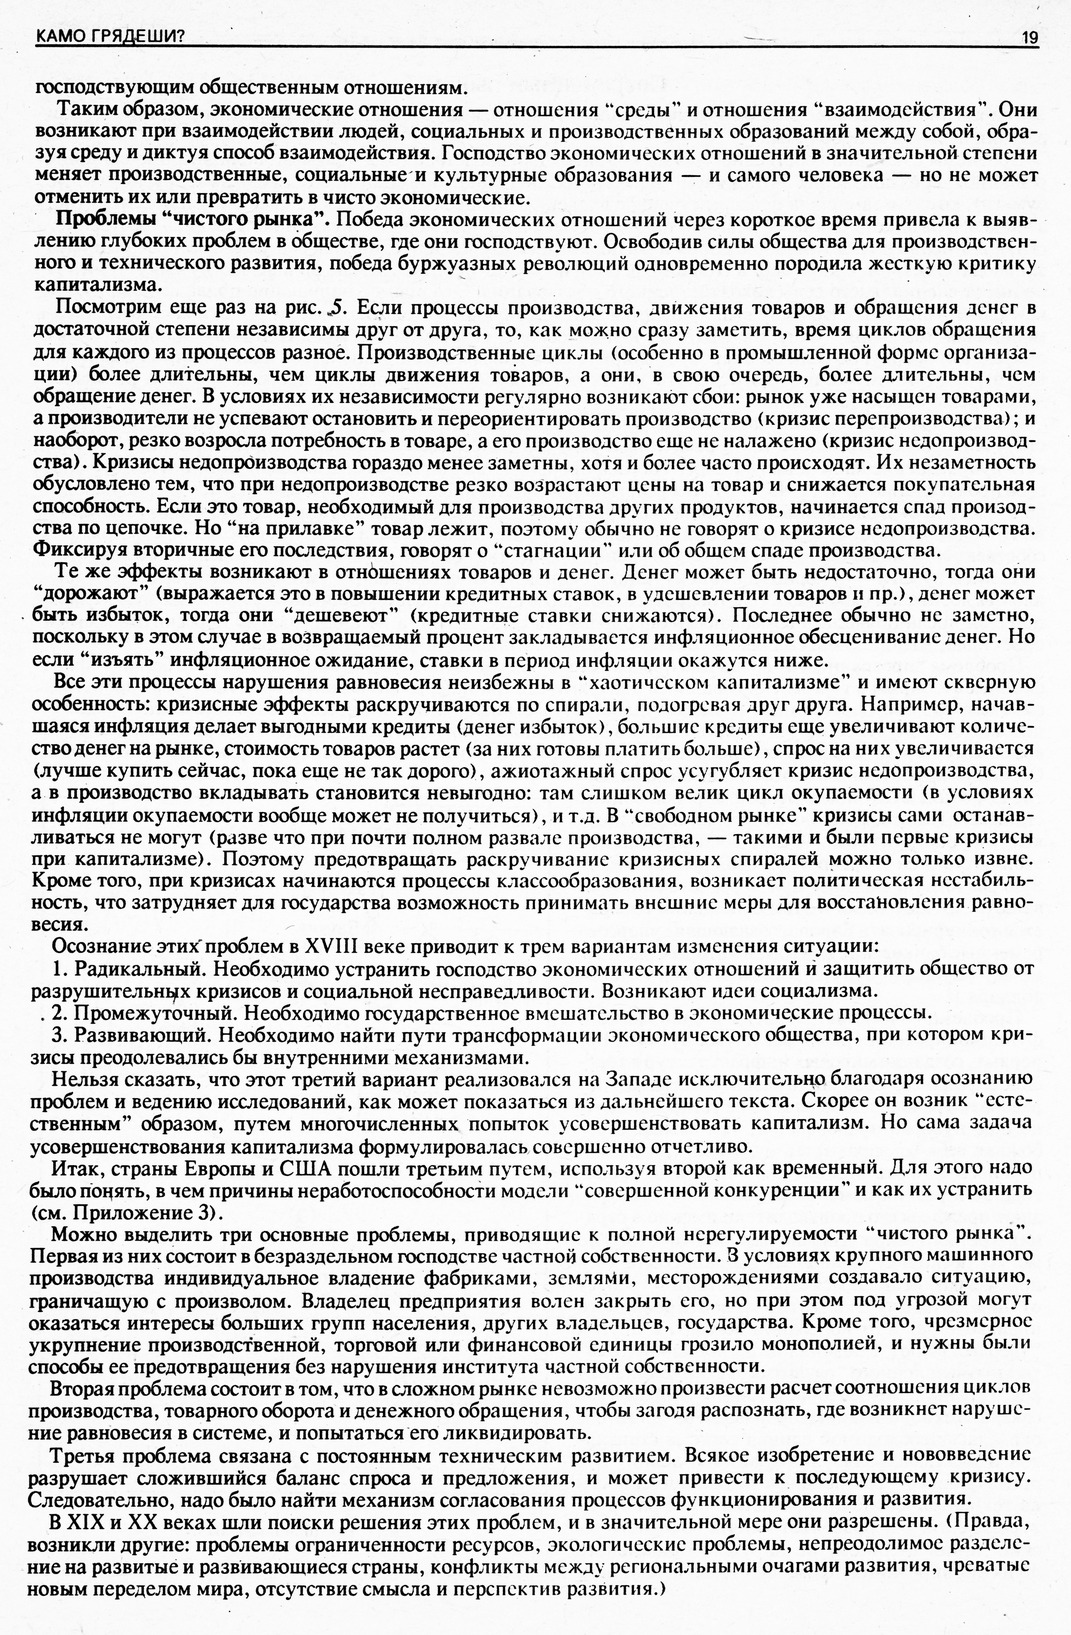 КАМО ГРЯДЕШИ? 19
господствующим общественным отношениям.
Таким образом, экономические отношения — отношения “среды” и отношения “взаимодействия”. Они
возникают при взаимодействии людей, социальных и производственных образований между собой, обра-
зуя среду и диктуя способ взаимодействия. Господство экономических отношений в значительной степени
меняет производственные, социальные и культурные образования — и самого человека — но не может
отменить их или превратить в чисто экономические.
Проблемы “чистого рынка”. Победа экономических отношений через короткое время привела к выяв-
лению глубоких проблем в обществе, где они господствуют. Освободив силы общества для производствен-
ного и технического развития, победа буржуазных революций одновременно породила жесткую критику
капитализма.
Посмотрим еще раз на рис. 5. Если процессы производства, движения товаров и обращения денег в
достаточной степени независимы друг от друга, то, как можно сразу заметить, время циклов обращения
для каждого из процессов разное. Производственные циклы (особенно в промышленной форме организа-
ции) более длительны, чем циклы движения товаров, а они, в свою очередь, более длительны, чем
обращение денег. В условиях их независимости регулярно возникают сбои: рынок уже насыщен товарами,
а производители не успевают остановить и переориентировать производство (кризис перепроизводства); и
наоборот, резко возросла потребность в товаре, а его производство еще не налажено (кризис недопроизвод-
ства). Кризисы недопроизводства гораздо менее заметны, хотя и более часто происходят. Их незаметность
обусловлено тем, что при недопроизводстве резко возрастают цены на товар и снижается покупательная
способность. Если это товар, необходимый для производства других продуктов, начинается спад произод-
ства по цепочке. Но “на прилавке” товар лежит, поэтому обычно не говорят о кризисе недопроизводства.
Фиксируя вторичные его последствия, говорят о “стагнации” или об общем спаде производства.
Те же эффекты возникают в отношениях товаров и денег. Денег может быть недостаточно, тогда они
“дорожают” (выражается это в повышении кредитных ставок, в удешевлении товаров и пр.), денег может
быть избыток, тогда они “дешевеют” (кредитные ставки снижаются). Последнее обычно не заметно,
поскольку в этом случае в возвращаемый процент закладывается инфляционное обесценивание денег. Но
если “изъять” инфляционное ожидание, ставки в период инфляции окажутся ниже.
Все эти процессы нарушения равновесия неизбежны в “хаотическом капитализме” и имеют скверную
особенность: кризисные эффекты раскручиваются по спирали, подогревая друг друга. Например, начав-
шаяся инфляция делает выгодными кредиты (денег избыток), большие кредиты еще увеличивают количе-
ство денег на рынке, стоимость товаров растет (за них готовы платить больше), спрос на них увеличивается
(лучше купить сейчас, пока еще не так дорого), ажиотажный спрос усугубляет кризис недопроизводства,
а в производство вкладывать становится невыгодно: там слишком велик цикл окупаемости (в условиях
инфляции окупаемости вообще может не получиться), и т.д. В “свободном рынке” кризисы сами останав-
ливаться не могут (разве что при почти полном развале производства, — такими и были первые кризисы
при капитализме). Поэтому предотвращать раскручивание кризисных спиралей можно только извне.
Кроме того, при кризисах начинаются процессы классообразования, возникает политическая нестабиль-
ность, что затрудняет для государства возможность принимать внешние меры для восстановления равно-
весия.
Осознание этих проблем в XVIII веке приводит к трем вариантам изменения ситуации:
1. Радикальный. Необходимо устранить господство экономических отношений и защитить общество от
разрушительных кризисов и социальной несправедливости. Возникают идеи социализма.
2. Промежуточный. Необходимо государственное вмешательство в экономические процессы.
3. Развивающий. Необходимо найти пути трансформации экономического общества, при котором кри-
зисы преодолевались бы внутренними механизмами.
Нельзя сказать, что этот третий вариант реализовался на Западе исключительно благодаря осознанию
проблем и ведению исследований, как может показаться из дальнейшего текста. Скорее он возник “есте-
ственным” образом, путем многочисленных попыток усовершенствовать капитализм. Но сама задача
усовершенствования капитализма формулировалась совершенно отчетливо.
Итак, страны Европы и США пошли третьим путем, используя второй как временный. Для этого надо
было понять, в чем причины неработоспособности модели “совершенной конкуренции” и как их устранить
(см. Приложение 3).
Можно выделить три основные проблемы, приводящие к полной нерегулируемости “чистого рынка”.
Первая из них состоит в безраздельном господстве частной собственности. В условиях крупного машинного
производства индивидуальное владение фабриками, землями, месторождениями создавало ситуацию,
граничащую с произволом. Владелец предприятия волен закрыть его, но при этом под угрозой могут
оказаться интересы больших групп населения, других владельцев, государства. Кроме того, чрезмерное
укрупнение производственной, торговой или финансовой единицы грозило монополией, и нужны были
способы ее предотвращения без нарушения института частной собственности.
Вторая проблема состоит в том, что в сложном рынке невозможно произвести расчет соотношения циклов
производства, товарного оборота и денежного обращения, чтобы загодя распознать, где возникнет наруше-
ние равновесия в системе, и попытаться его ликвидировать.
Третья проблема связана с постоянным техническим развитием. Всякое изобретение и нововведение
разрушает сложившийся баланс спроса и предложения, и может привести к последующему кризису.
Следовательно, надо было найти механизм согласования процессов функционирования и развития.
В XIX и XX веках шли поиски решения этих проблем, и в значительной мере они разрешены. (Правда,
возникли другие: проблемы ограниченности ресурсов, экологические проблемы, непреодолимое разделе-
ние на развитые и развивающиеся страны, конфликты между региональными очагами развития, чреватые
новым переделом мира, отсутствие смысла и перспектив развития.)